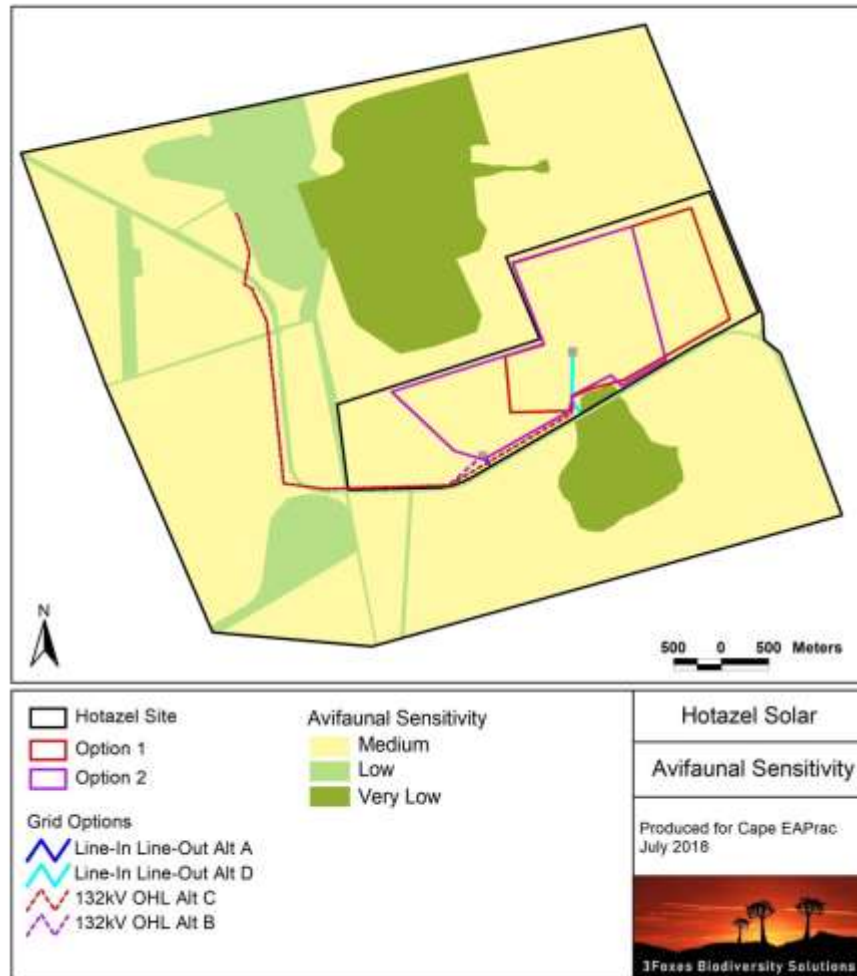 N
500 0 500 Meters
Hotazel Site
Option 1
Option 2
Grid Options
Line-In Line-Out Alt A
Line-In Line-Out Alt D
132kV OHL Alt C
132kV OHL Alt B
Avifaunal Sensitivity
Medium
Low
Very Low
Hotazel Solar
Avifaunal Sensitivity
Produced for Cape EAPrac
July 2018
3Foxes Biodiversity Solutions